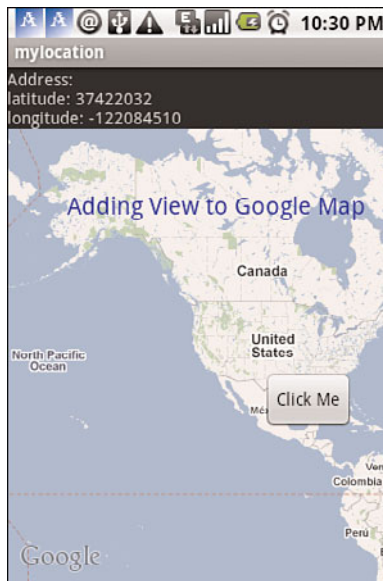 A A @ E 10:30 PM
mylocation
Address:
latitude: 37422032
longitude: -122084510
Adding View to Google Map
Canada
United
States
North Pacific
Ocean
Click Me
Ven
Colombia
Perú
Google